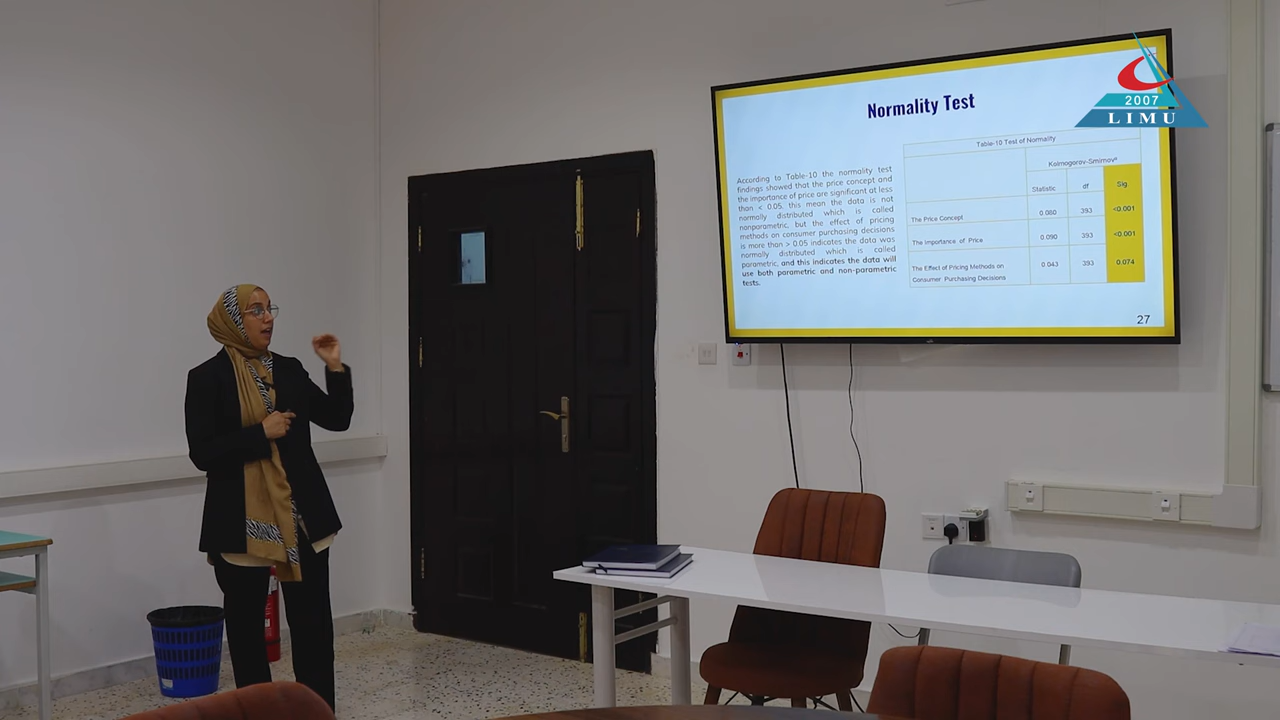 2007
LIMU
Normality Test
According to Table-10 the normality test
findings showed that the price concept and
the importance of price are significant at less
than < 0.05. this mean the data is not
normally distributed which is called
nonparametric, but the effect of pricing
methods on consumer purchasing decisions
is more than > 0.05 indicates the data was
normally distributed which is called
parametric, and this indicates the data will
use both parametric and non-parametric
tests.
Table-10 Test of Normality
Kolmogorov-Smirnovª
Statistic df Sig.
The Price Concept 0.080 393 <0.001
The Importance of Price 0.090 393 <0.001
The Effect of Pricing Methods on
Consumer Purchasing Decisions 0.043 393 0.074
27